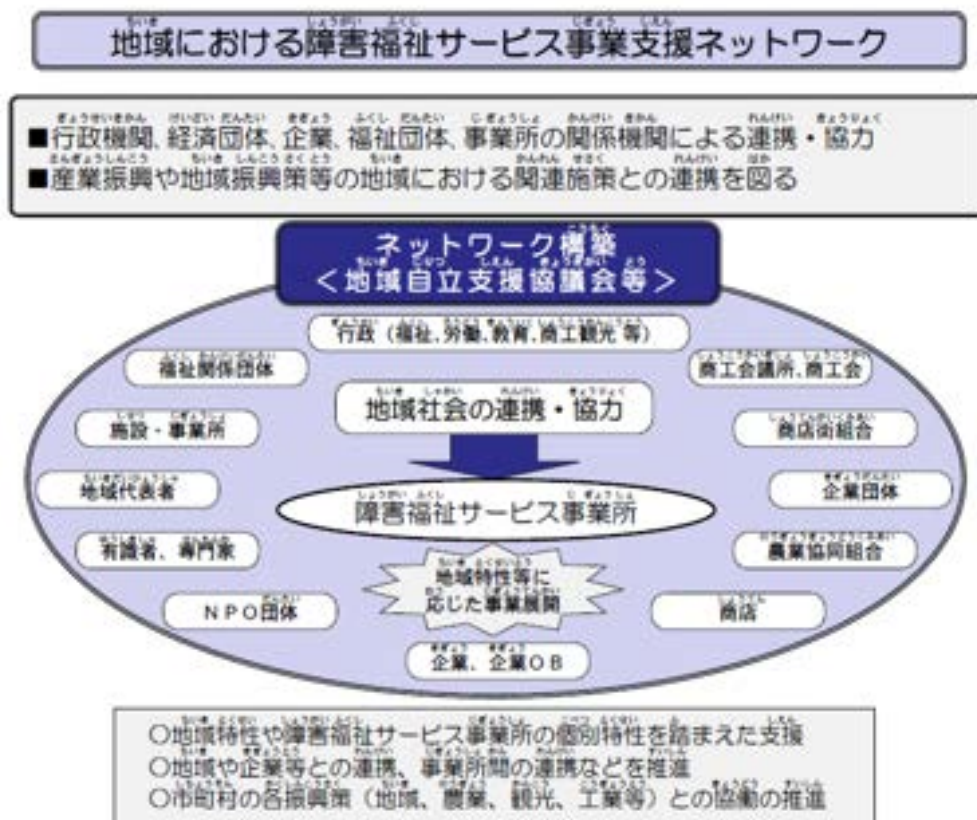 地域における障害福祉サービス事業支援ネットワーク
■行政機関、経済団体、企業、福祉団体、事業所の関係機関による連携・協力
■産業振興や地域振興策等の地域における関連施策との連携を図る
ネットワーク構築
＜地域自立支援協議会等＞
行政（福祉、労働、教育、商工観光 等）
福祉関係団体
商工会議所、商工会
地域社会の連携・協力
施設・事業所
商店街組合
地域代表者
企業団体
障害福祉サービス事業所
有識者、専門家
農業協同組合
地域特性等に
応じた事業展開
ＮＰＯ団体
商店
企業、企業ＯＢ
○地域特性や障害福祉サービス事業所の個別特性を踏まえた支援
○地域や企業等との連携、事業所間の連携などを推進
○市町村の各振興策（地域、農業、観光、工業等）との協働の推進